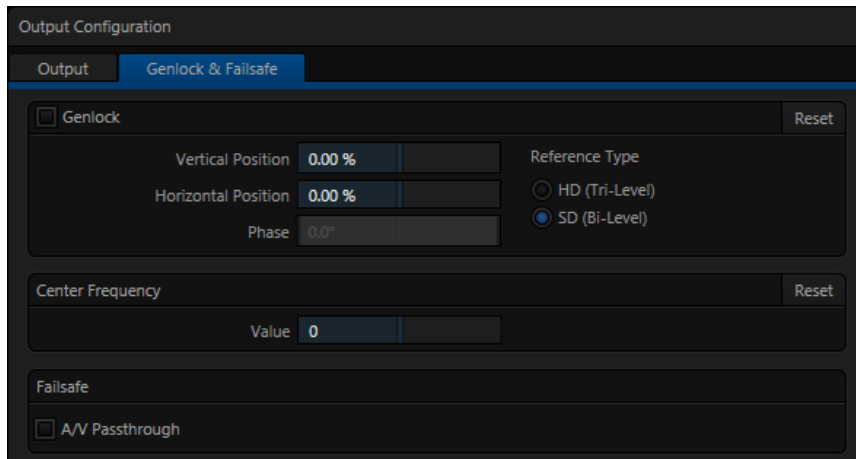 Output Configuration
Output Genlock & Failsafe
Genlock Reset
Vertical Position 0.00 % Reference Type
Horizontal Position 0.00 % HD (Tri-Level)
Phase 0.0° SD (Bi-Level)
Center Frequency Reset
Value 0
Failsafe
A/V Passthrough